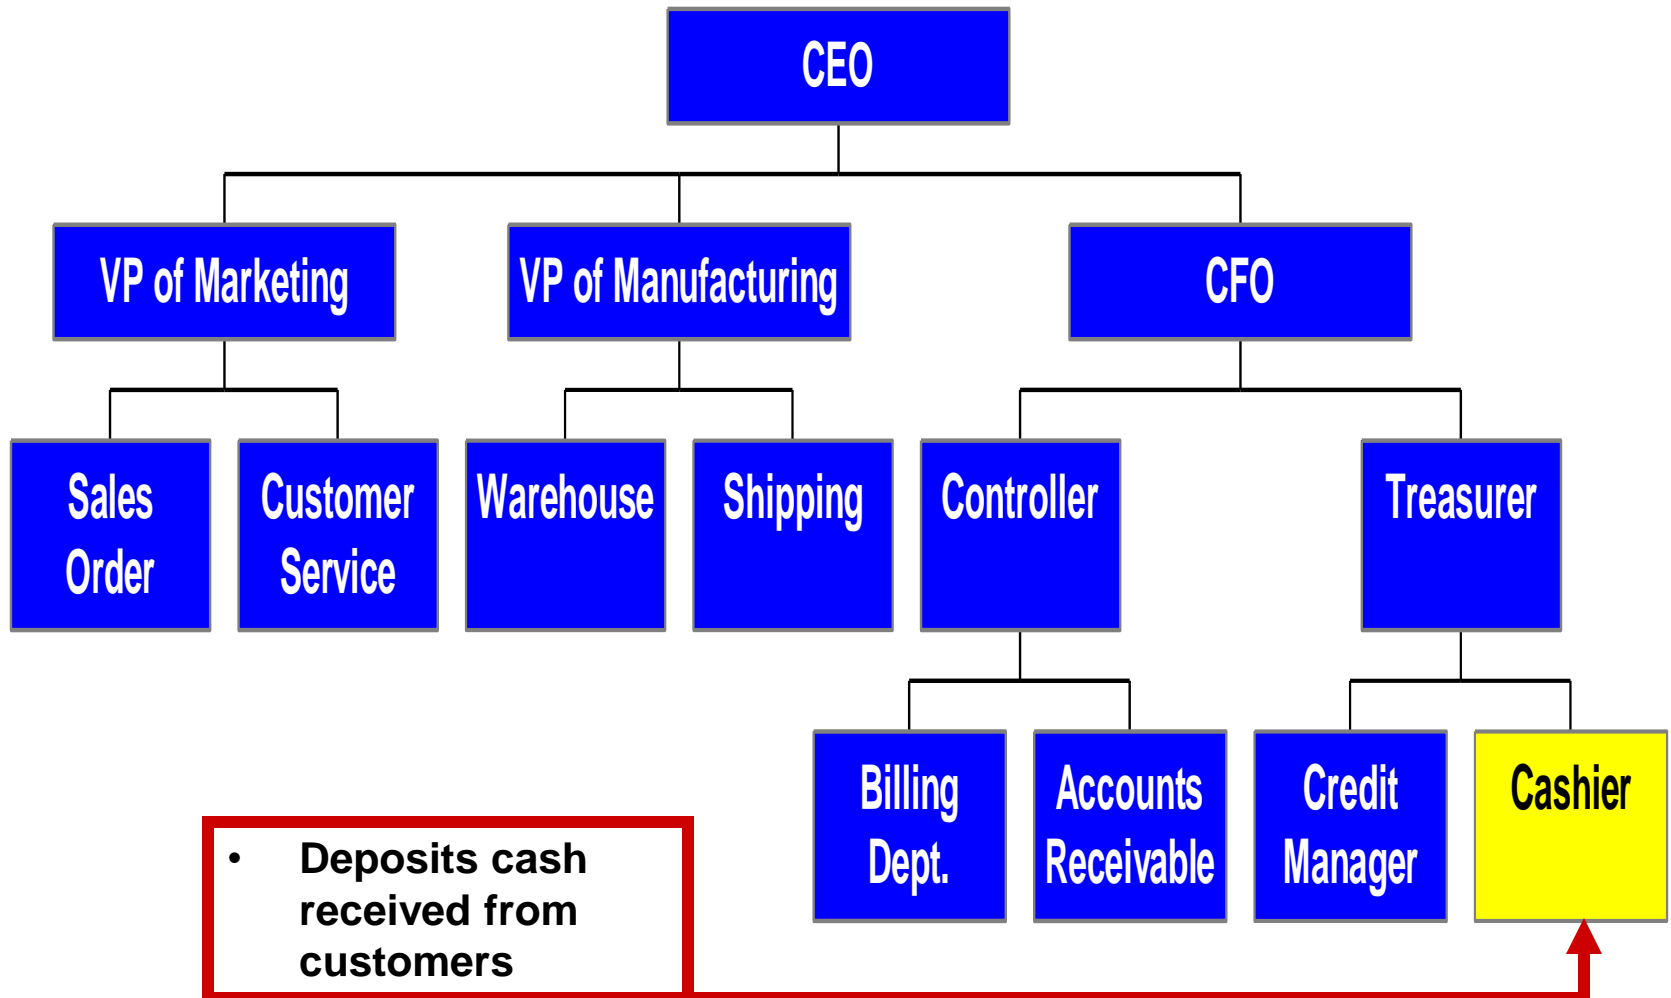 CEO
VP of Marketing
VP of Manufacturing
CFO
Sales
Order
Customer
Service
Warehouse
Shipping
Controller
Treasurer
Billing
Dept.
Accounts
Receivable
Credit
Manager
Cashier
• Deposits cash
received from
customers